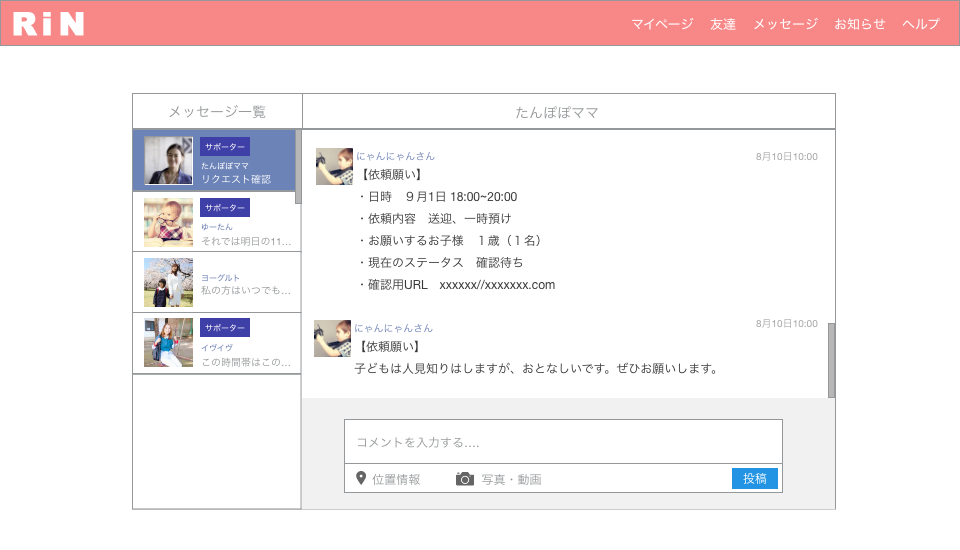 RiN
マイページ　友達　メッセージ　お知らせ　ヘルプ
メッセージ一覧
たんぽぽママ
サポーター
たんぽぽママ
リクエスト確認
サポーター
ゆーたん
それでは明日の11...
ヨーグルト
私の方はいつでも...
サポーター
イヴイヴ
この時間帯はこの...
にゃんにゃんさん
8月10日10:00
【依頼願い】
・日時　９月1日 18:00~20:00
・依頼内容　送迎、一時預け
・お願いするお子様　１歳（１名）
・現在のステータス　確認待ち
・確認用URL　xxxxxx//xxxxxxx.com
にゃんにゃんさん
8月10日10:00
【依頼願い】
子どもは人見知りはしますが、おとなしいです。ぜひお願いします。
コメントを入力する....
位置情報
写真・動画
投稿